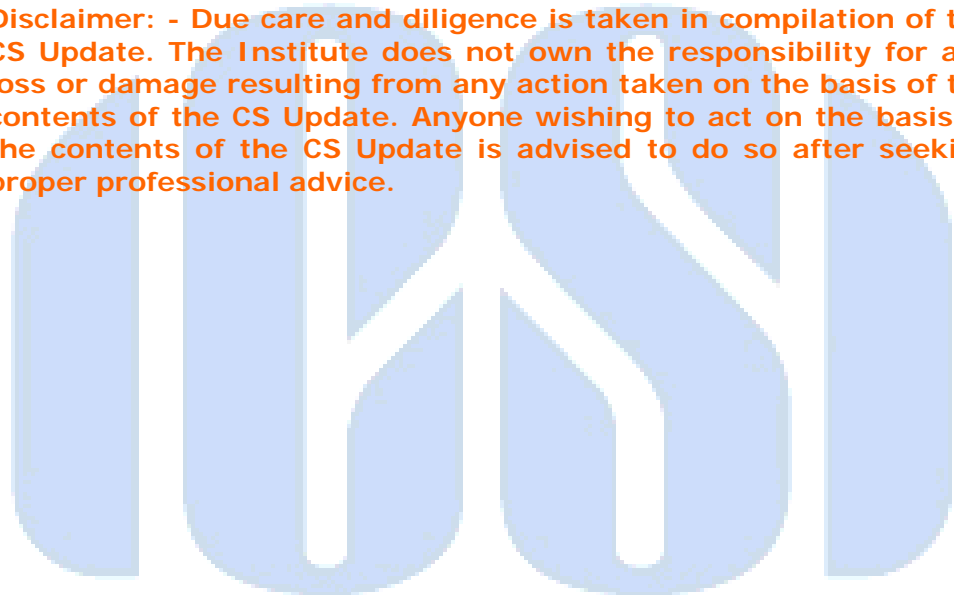 Disclaimer: - Due care and diligence is taken in compilation of t
CS Update. The Institute does not own the responsibility for a
loss or damage resulting from any action taken on the basis of t
contents of the CS Update. Anyone wishing to act on the basis
the contents of the CS Update is advised to do so after seeki
proper professional advice.
ICSI